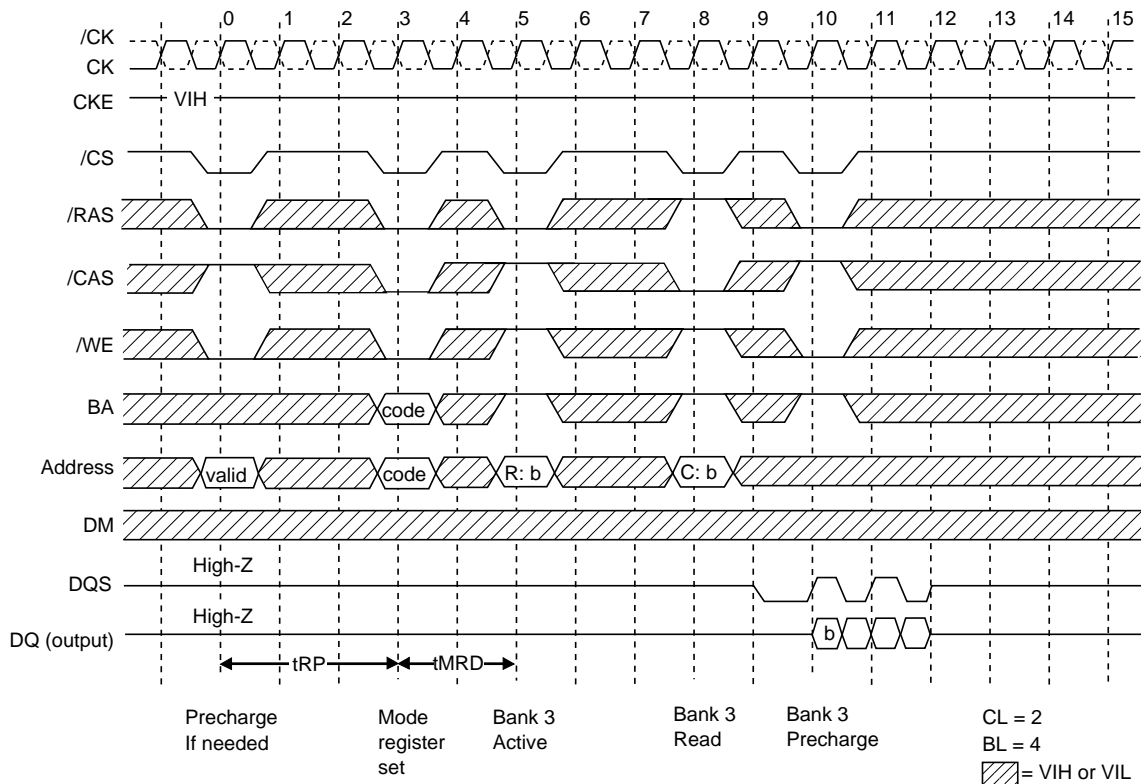 0 1 2 3 4 5 6 7 8 9 10 11 12 13 14 15
/CK
CK
CKE
VIH
/CS
/RAS
/CAS
/WE
BA
code
Address
valid
code
R: b
C: b
DM
High-Z
DQS
High-Z
DQ (output)
b
tRP
tMRD
Precharge
If needed
Mode
register
set
Bank 3
Active
Bank 3
Read
Bank 3
Precharge
CL = 2
BL = 4
= VIH or VIL